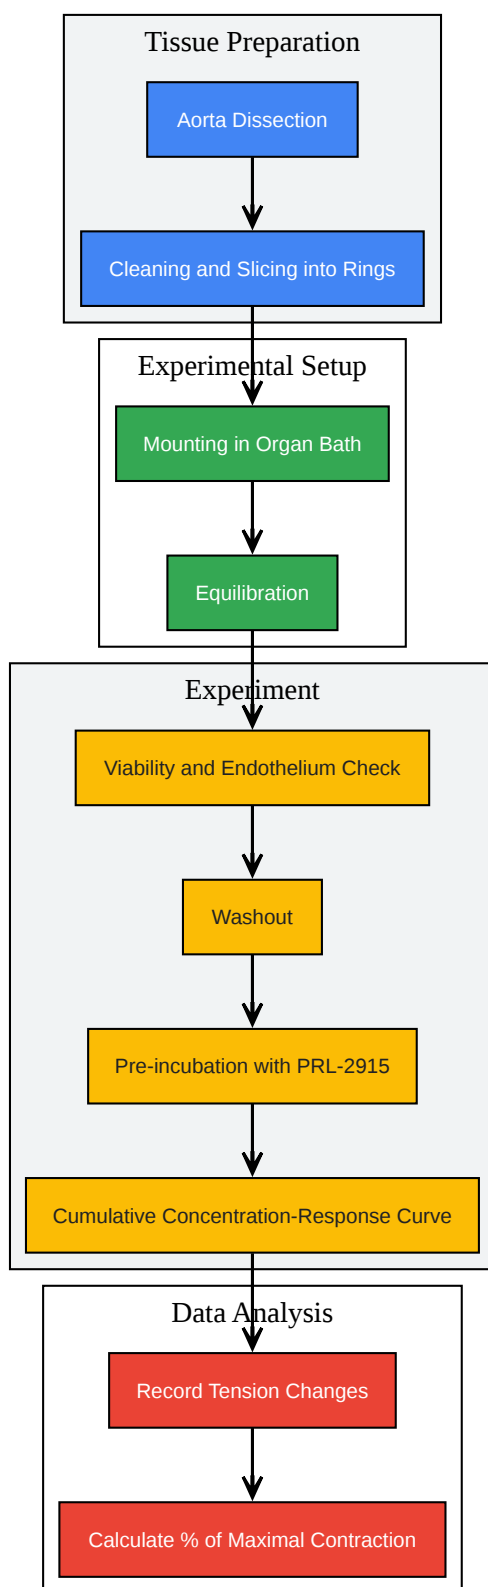 Tissue Preparation
Aorta Dissection
Cleaning and Slicing into Rings
Experimental Setup
Mounting in Organ Bath
Equilibration
Experiment
Viability and Endothelium Check
Washout
Pre-incubation with PRL-2915
Cumulative Concentration-Response Curve
Data Analysis
Record Tension Changes
Calculate % of Maximal Contraction